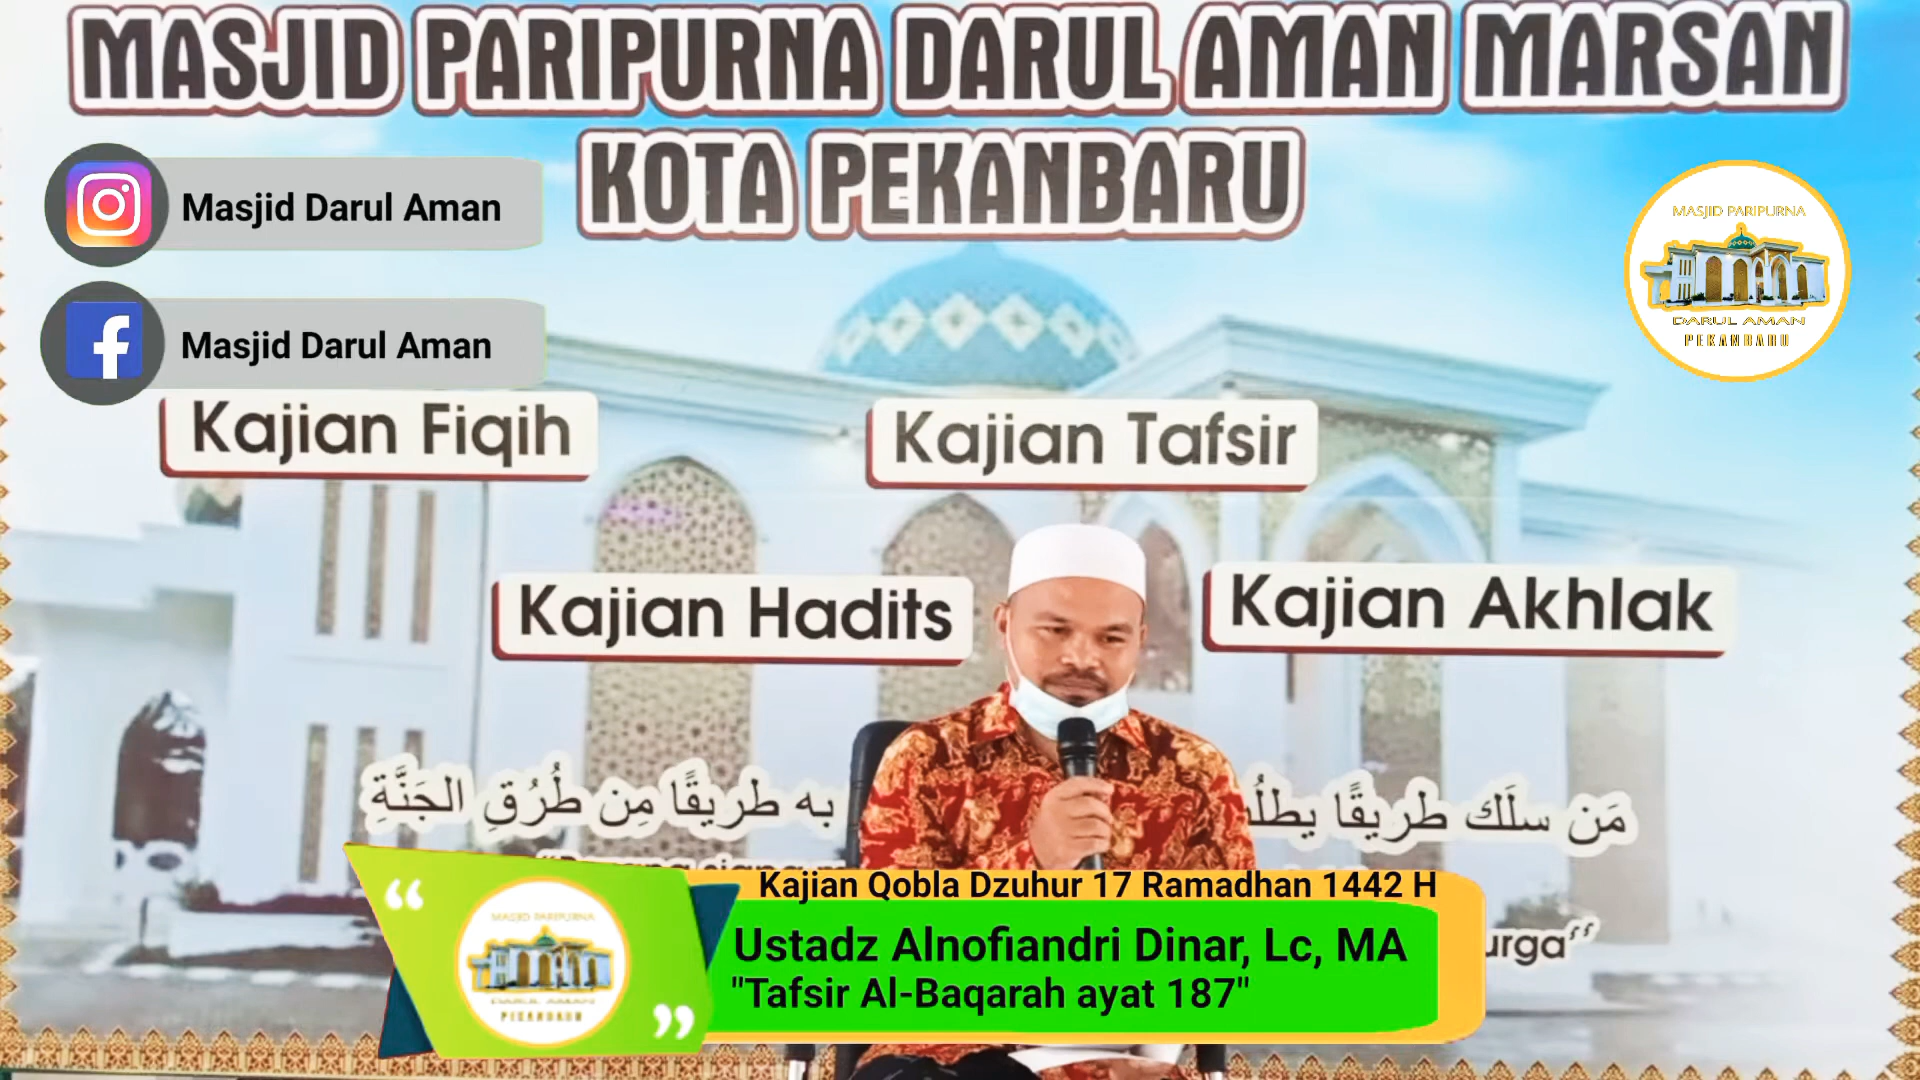 MASJID PARIPURNA DARUL AMAN MARSAN
KOTA PEKANBARU
Masjid Darul Aman
Masjid Darul Aman
MASJID PARIPURNA
DARUL AMAN
PEKANBARU
Kajian Fiqih
Kajian Tafsir
Kajian Hadits
Kajian Akhlak
مَن سلَك طريقًا يطلُ به طريقًا مِن طُرُقِ الجَنَّةِ
Kajian Qobla Dzuhur 17 Ramadhan 1442 H
Ustadz Alnofiandri Dinar, Lc, MA
"Tafsir Al-Baqarah ayat 187"
urga"
MASJID PARIPURNA
DARUL AMAN
PEKANBARU